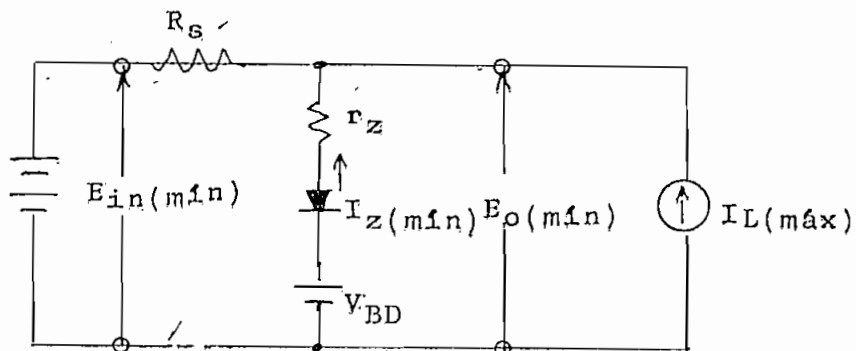 R_s
r_z
E_in(mín)
I_z(mín)
E_o(mín)
I_L(máx)
V_BD